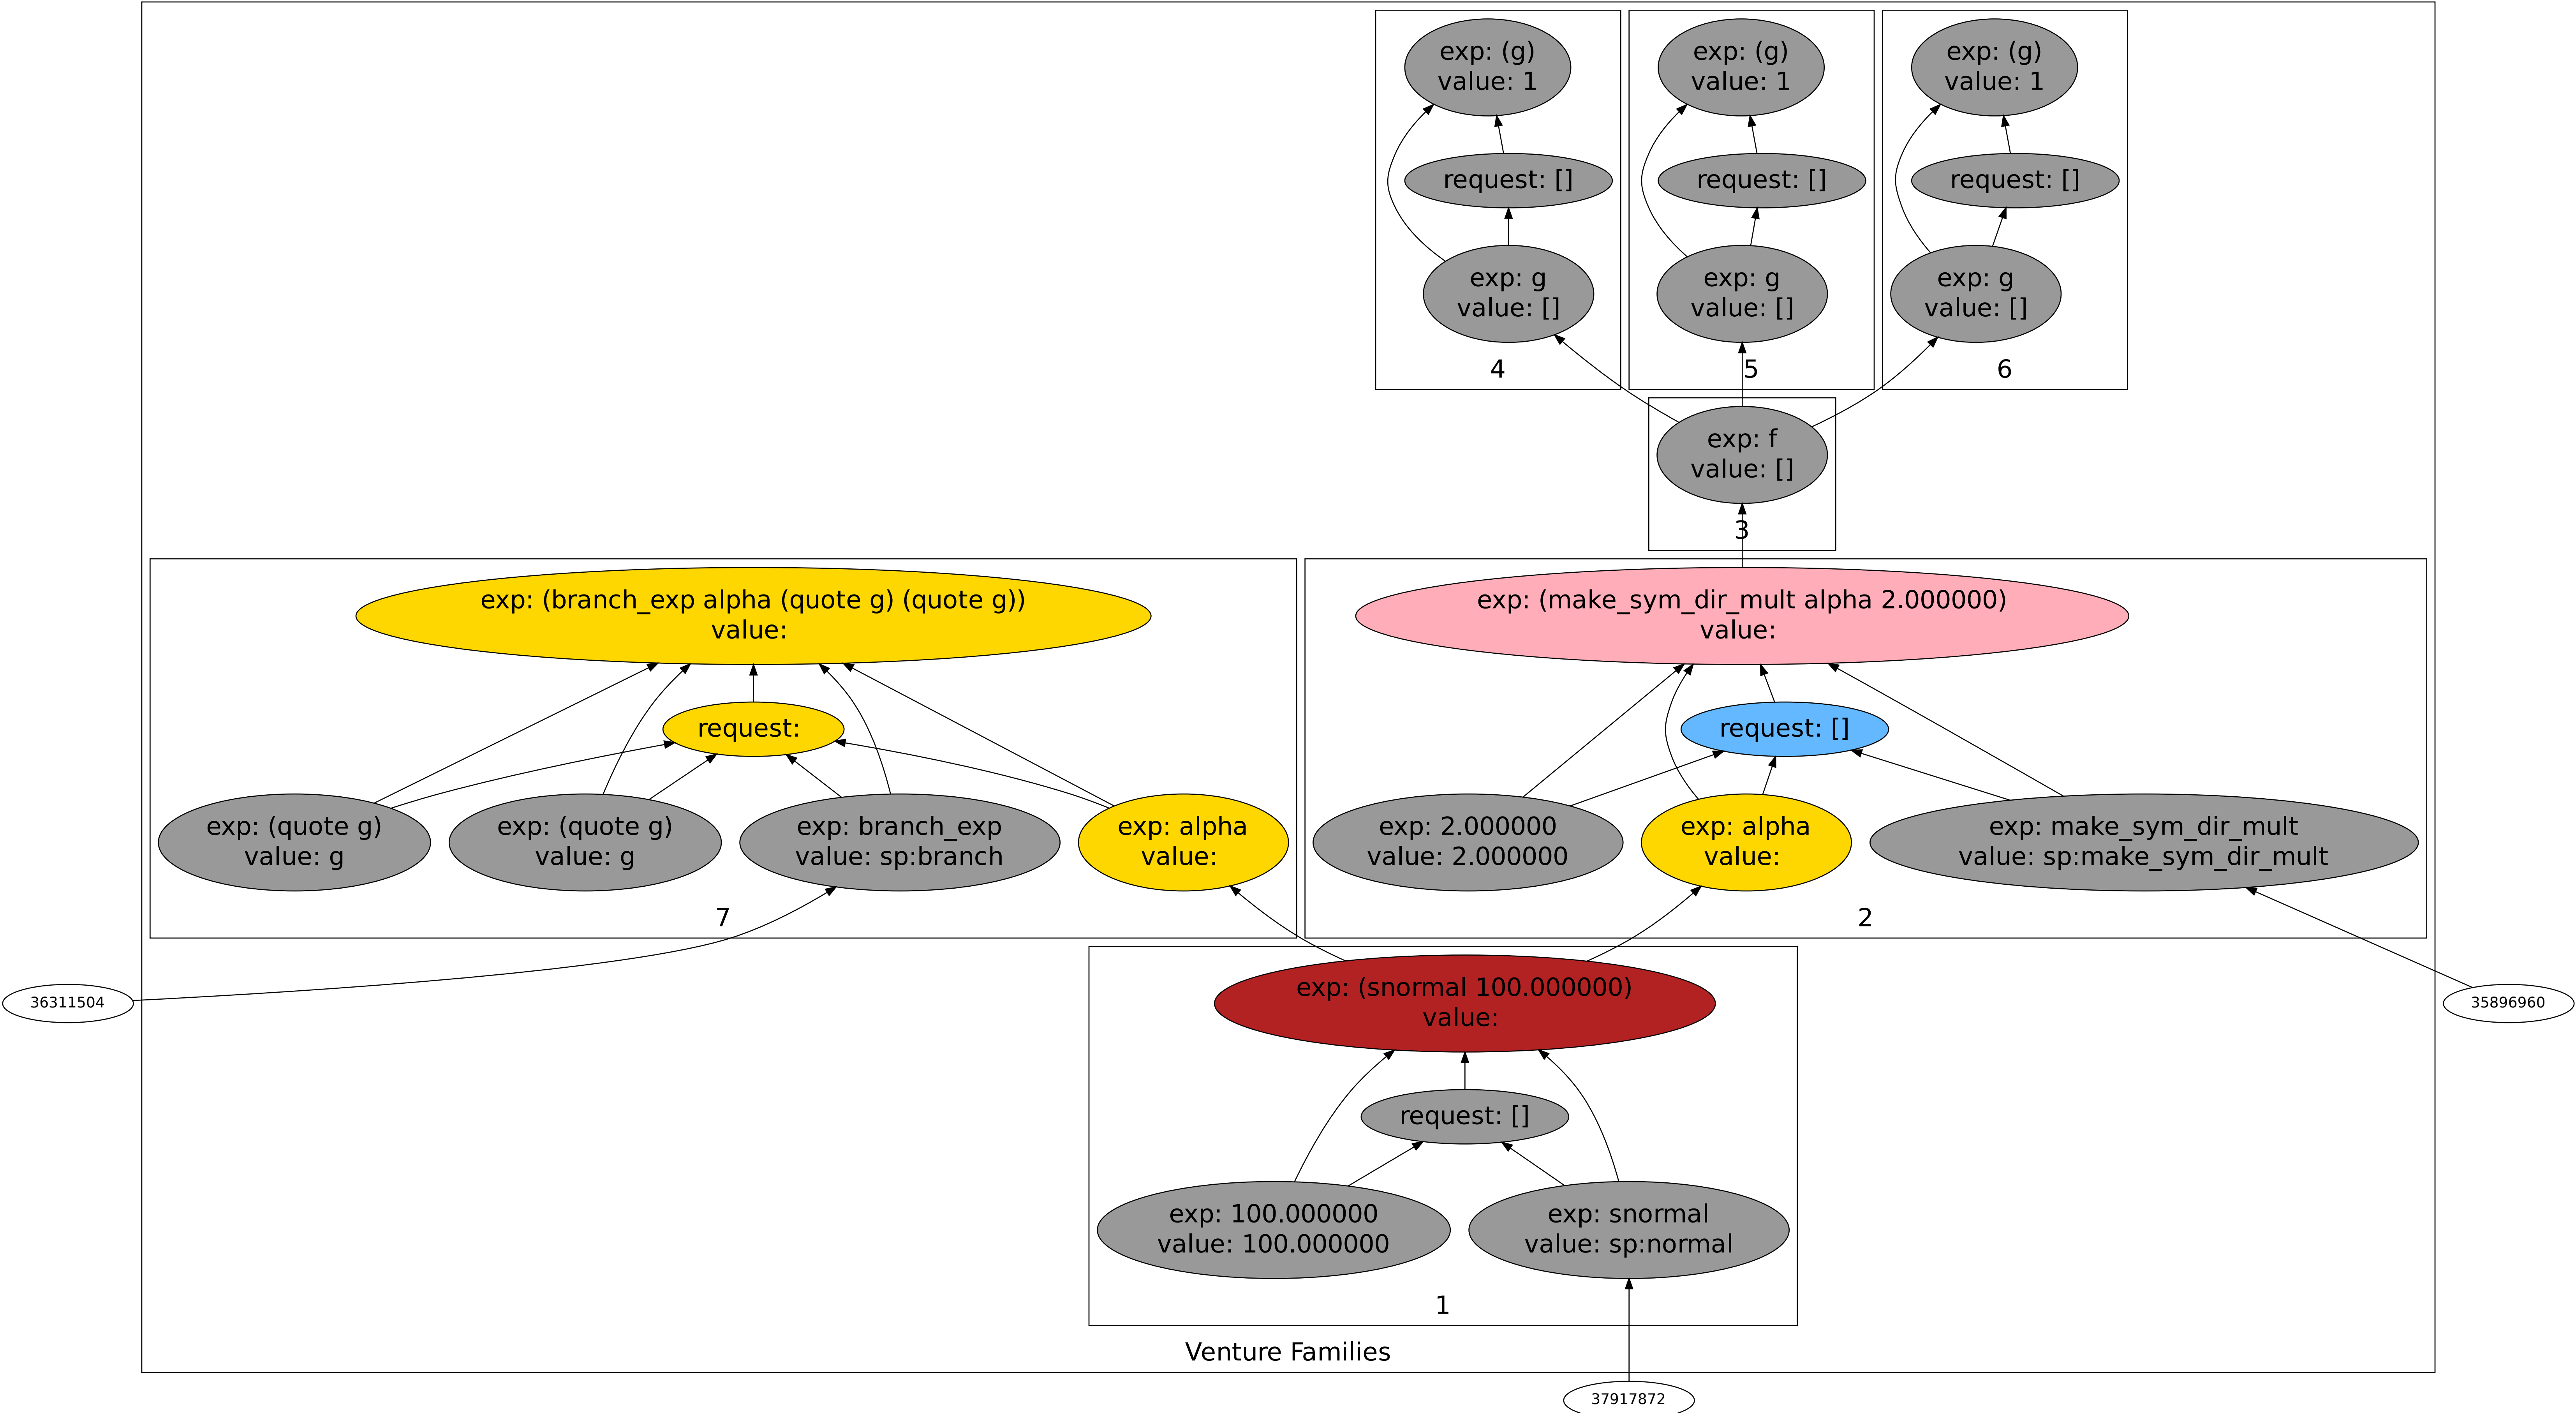 exp: (g)
value: 1
exp: (g)
value: 1
exp: (g)
value: 1
request: []
request: []
request: []
exp: g
value: []
exp: g
value: []
exp: g
value: []
4
5
6
exp: f
value: []
3
exp: (branch_exp alpha (quote g) (quote g))
value:
exp: (make_sym_dir_mult alpha 2.000000)
value:
request:
request: []
exp: (quote g)
value: g
exp: (quote g)
value: g
exp: branch_exp
value: sp:branch
exp: alpha
value:
exp: 2.000000
value: 2.000000
exp: alpha
value:
exp: make_sym_dir_mult
value: sp:make_sym_dir_mult
7
2
36311504
exp: (snormal 100.000000)
value:
35896960
request: []
exp: 100.000000
value: 100.000000
exp: snormal
value: sp:normal
1
Venture Families
37917872